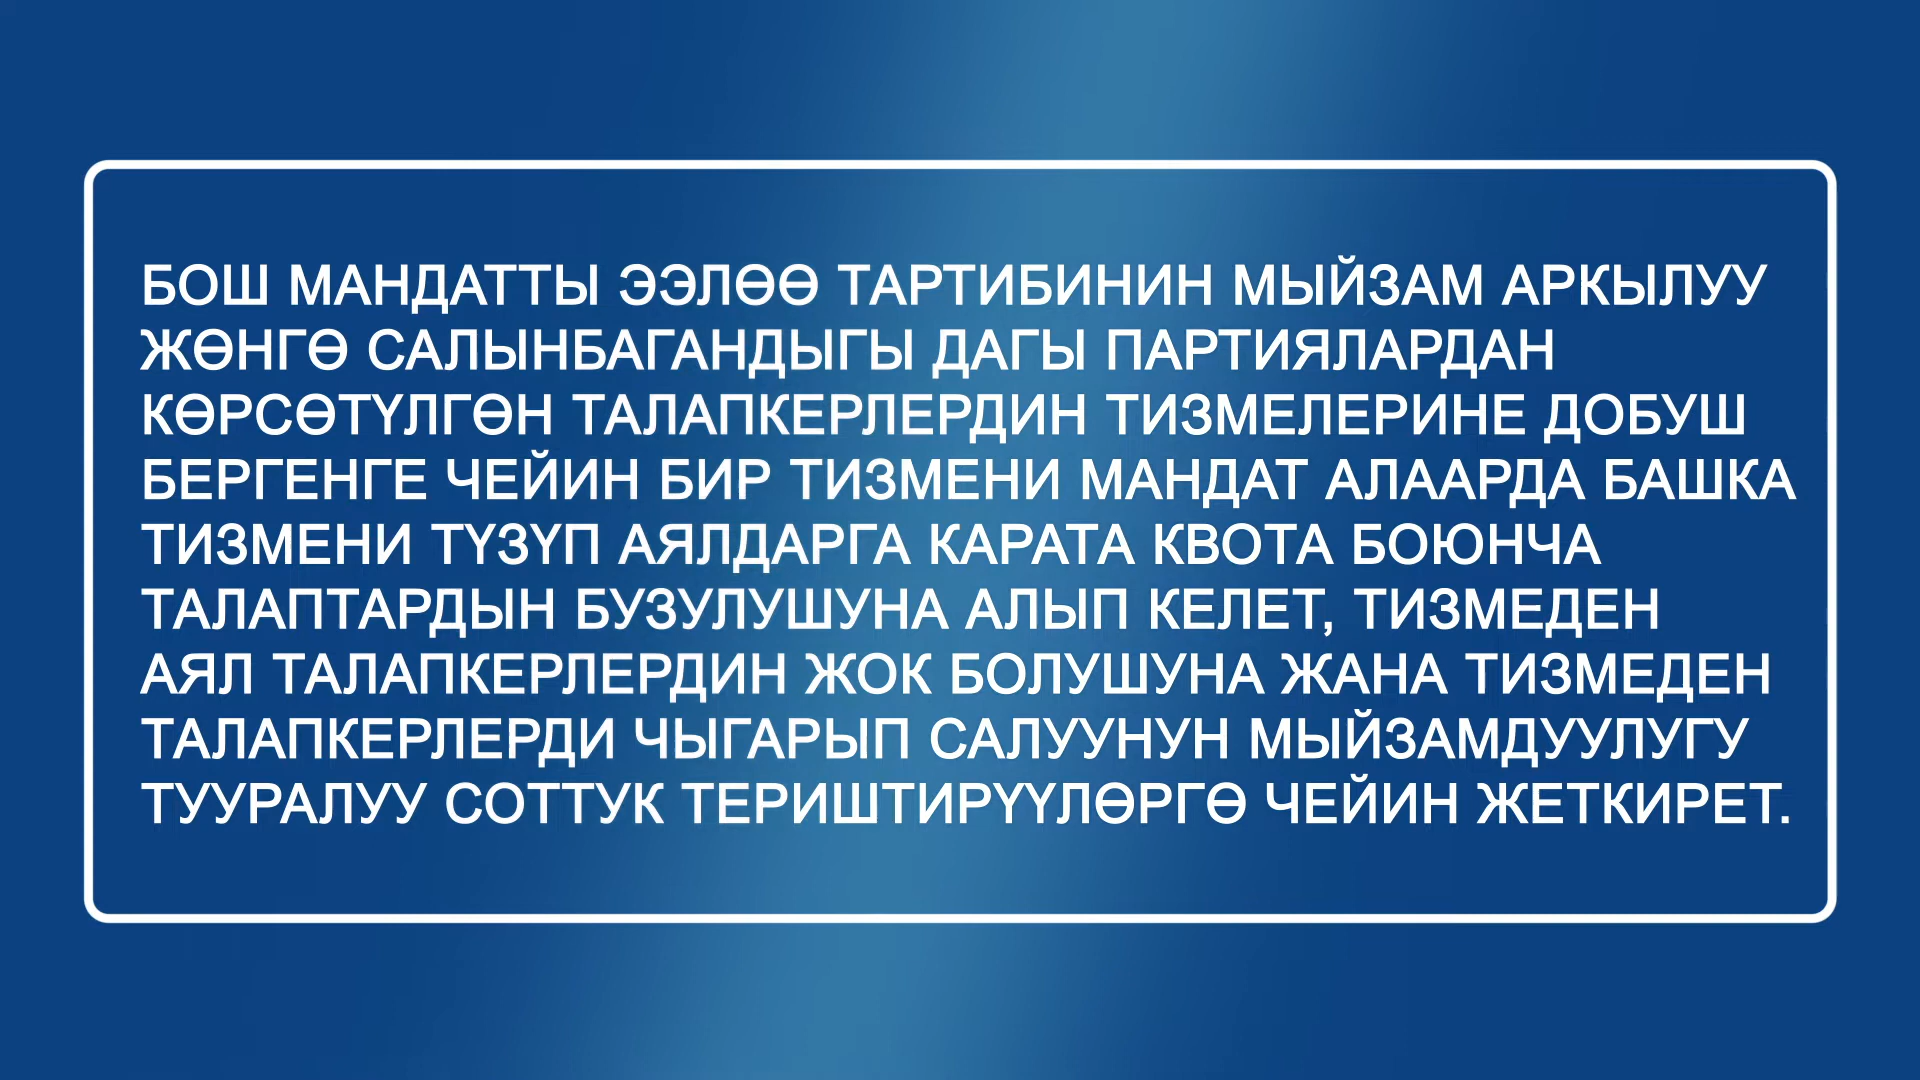 БОШ МАНДАТТЫ ЭЭЛӨӨ ТАРТИБИНИН МЫЙЗАМ АРКЫЛУУ
ЖӨНГӨ САЛЫНБАГАНДЫГЫ ДАГЫ ПАРТИЯЛАРДАН
КӨРСӨТҮЛГӨН ТАЛАПКЕРЛЕРДИН ТИЗМЕЛЕРИНЕ ДОБУШ
БЕРГЕНГЕ ЧЕЙИН БИР ТИЗМЕНИ МАНДАТ АЛААРДА БАШКА
ТИЗМЕНИ ТҮЗҮП АЯЛДАРГА КАРАТА КВОТА БОЮНЧА
ТАЛАПТАРДЫН БУЗУЛУШУНА АЛЫП КЕЛЕТ, ТИЗМЕДЕН
АЯЛ ТАЛАПКЕРЛЕРДИН ЖОК БОЛУШУНА ЖАНА ТИЗМЕДЕН
ТАЛАПКЕРЛЕРДИ ЧЫГАРЫП САЛУУНУН МЫЙЗАМДУУЛУГУ
ТУУРАЛУУ СОТТУК ТЕРИШТИРҮҮЛӨРГӨ ЧЕЙИН ЖЕТКИРЕТ.